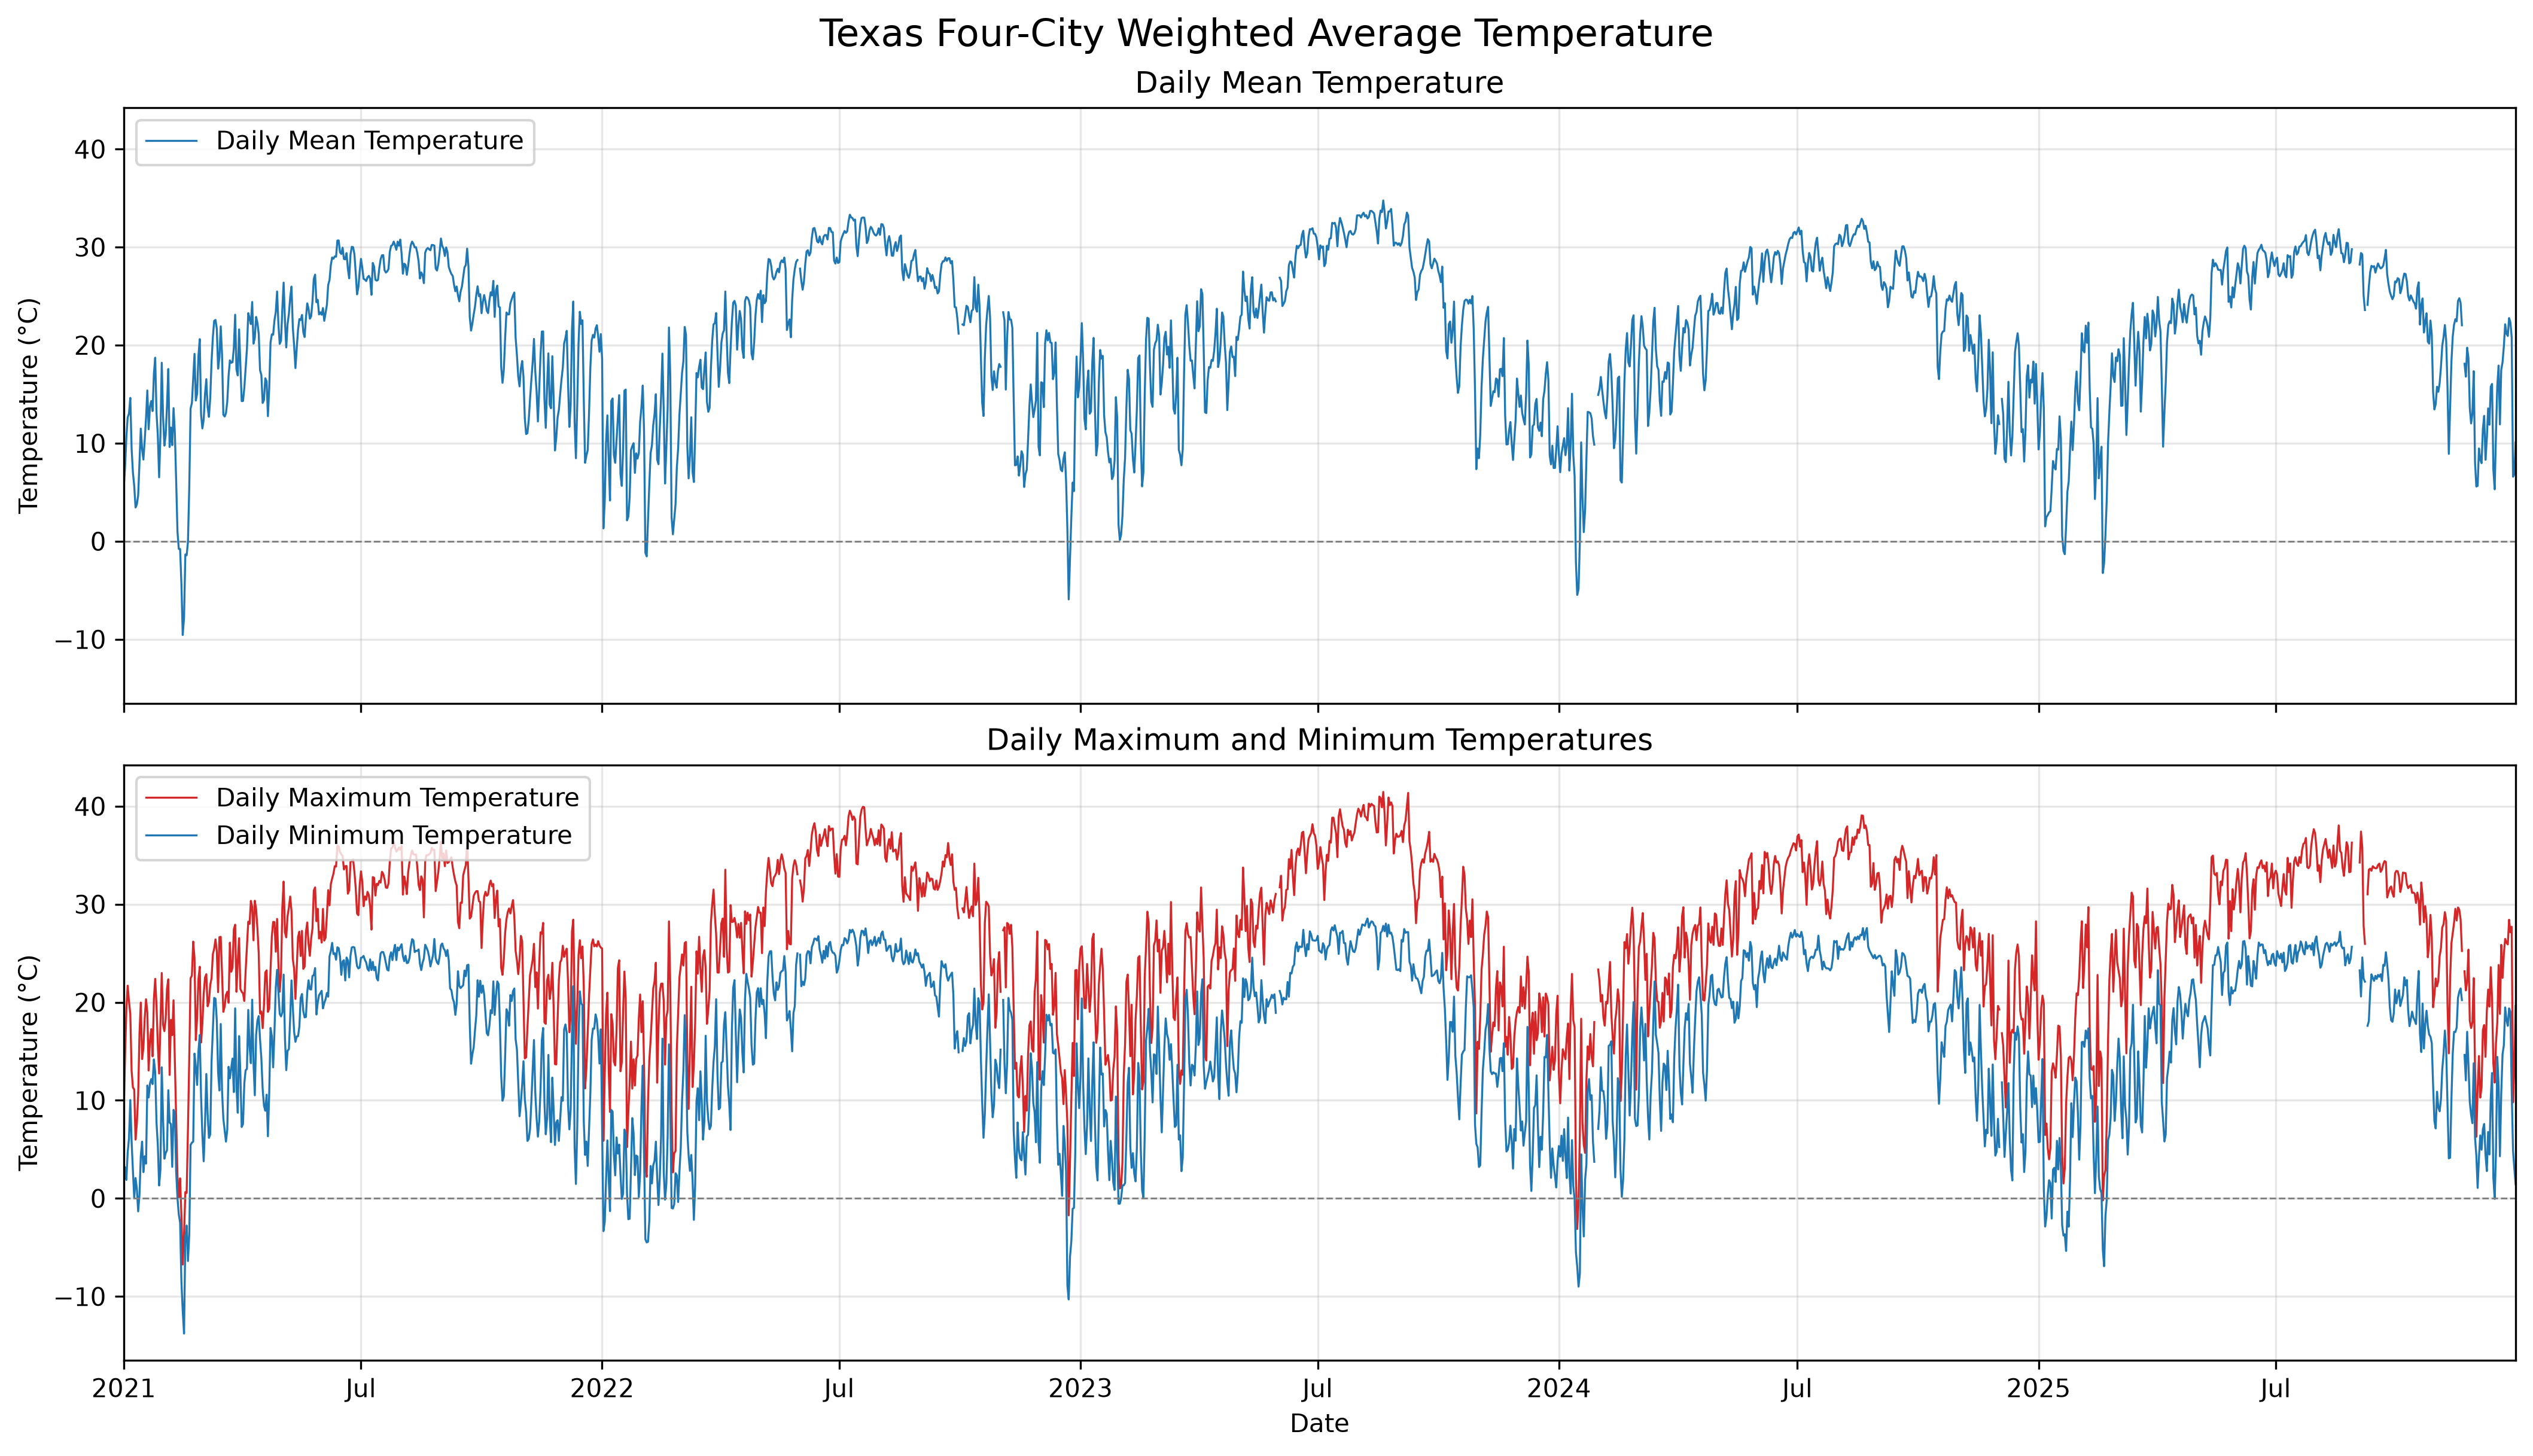 Texas Four-City Weighted Average Temperature
Daily Mean Temperature
Daily Mean Temperature
Temperature (°C)
40
30
20
10
0
−10
Daily Maximum and Minimum Temperatures
Daily Maximum Temperature
Daily Minimum Temperature
Temperature (°C)
40
30
20
10
0
−10
2021 Jul 2022 Jul 2023 Jul 2024 Jul 2025 Jul
Date